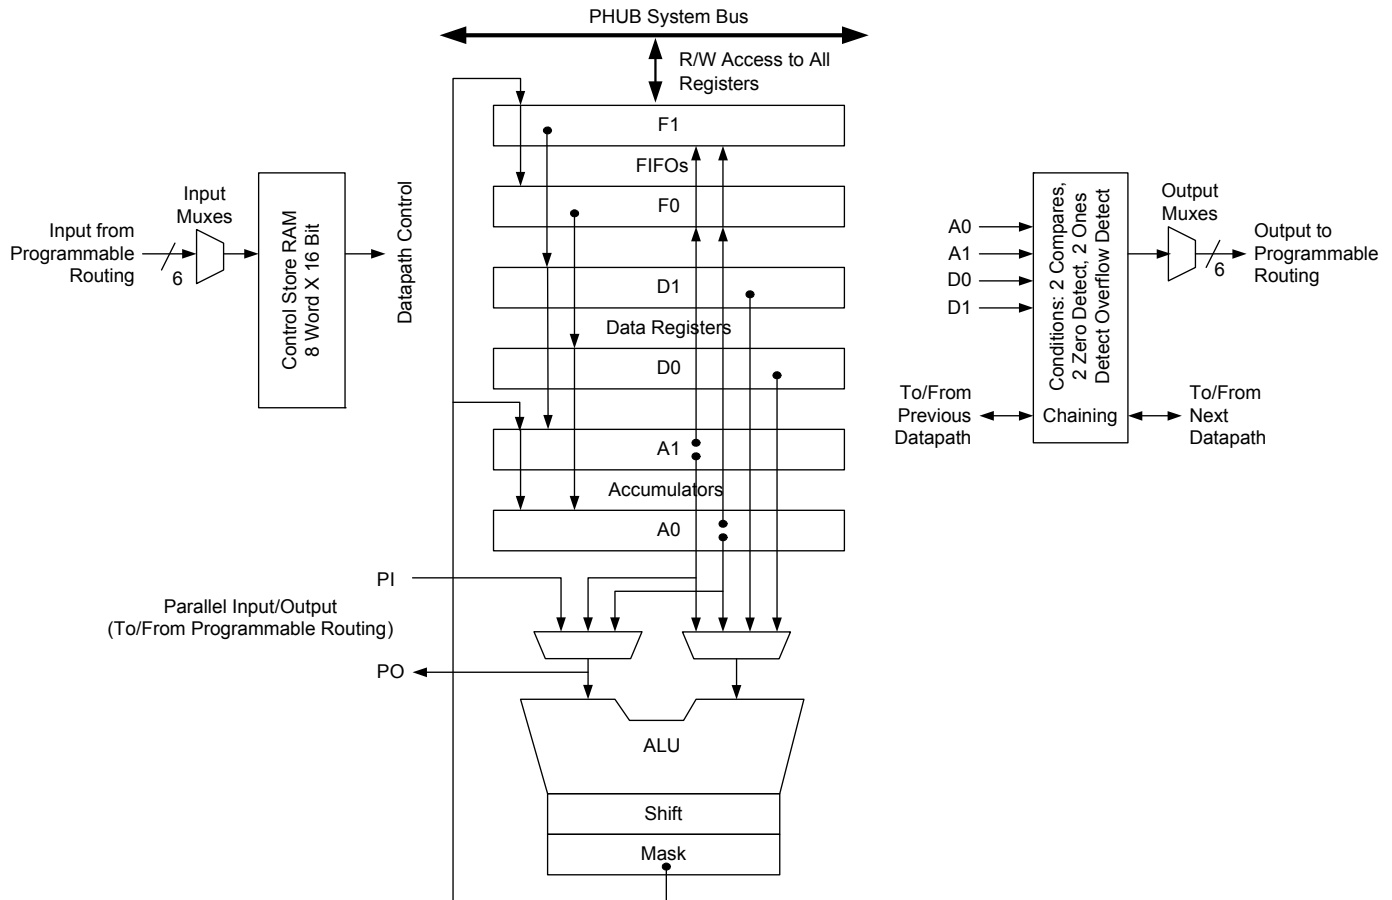 PHUB System Bus
R/W Access to All
Registers
F1
FIFOs
F0
D1
Data Registers
D0
A1
Accumulators
A0
Input from
Programmable
Routing
6
Input
Muxes
Control Store RAM
8 Word X 16 Bit
Datapath Control
PI
Parallel Input/Output
(To/From Programmable Routing)
PO
ALU
Shift
Mask
A0
A1
D0
D1
Conditions: 2 Compares,
2 Zero Detect, 2 Ones
Detect Overflow Detect
Chaining
To/From
Previous
Datapath
To/From
Next
Datapath
Output
Muxes
6
Output to
Programmable
Routing